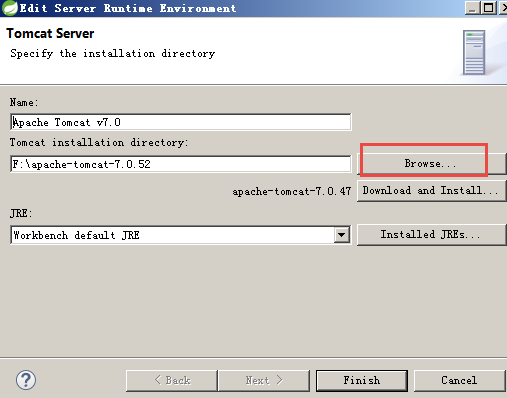 Edit Server Runtime Environment
Tomcat Server
Specify the installation directory
Name:
Apache Tomcat v7.0
Tomcat installation directory:
F:\apache-tomcat-7.0.52
Browse...
apache-tomcat-7.0.47
Download and Install...
JRE:
Workbench default JRE
Installed JREs...
?
< Back
Next >
Finish
Cancel